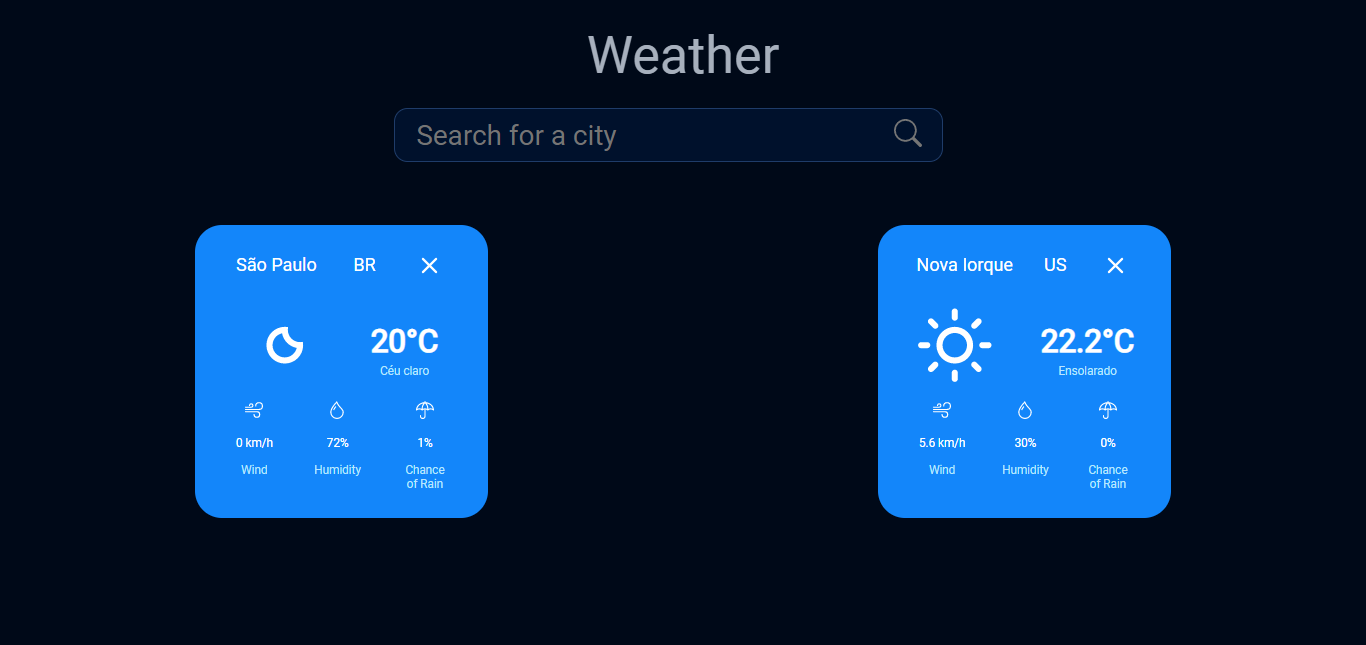 Weather
Search for a city
São Paulo BR
20°C
Céu claro
0 km/h 72% 1%
Wind Humidity Chance
of Rain
Nova Iorque US
22.2°C
Ensolarado
5.6 km/h 30% 0%
Wind Humidity Chance
of Rain